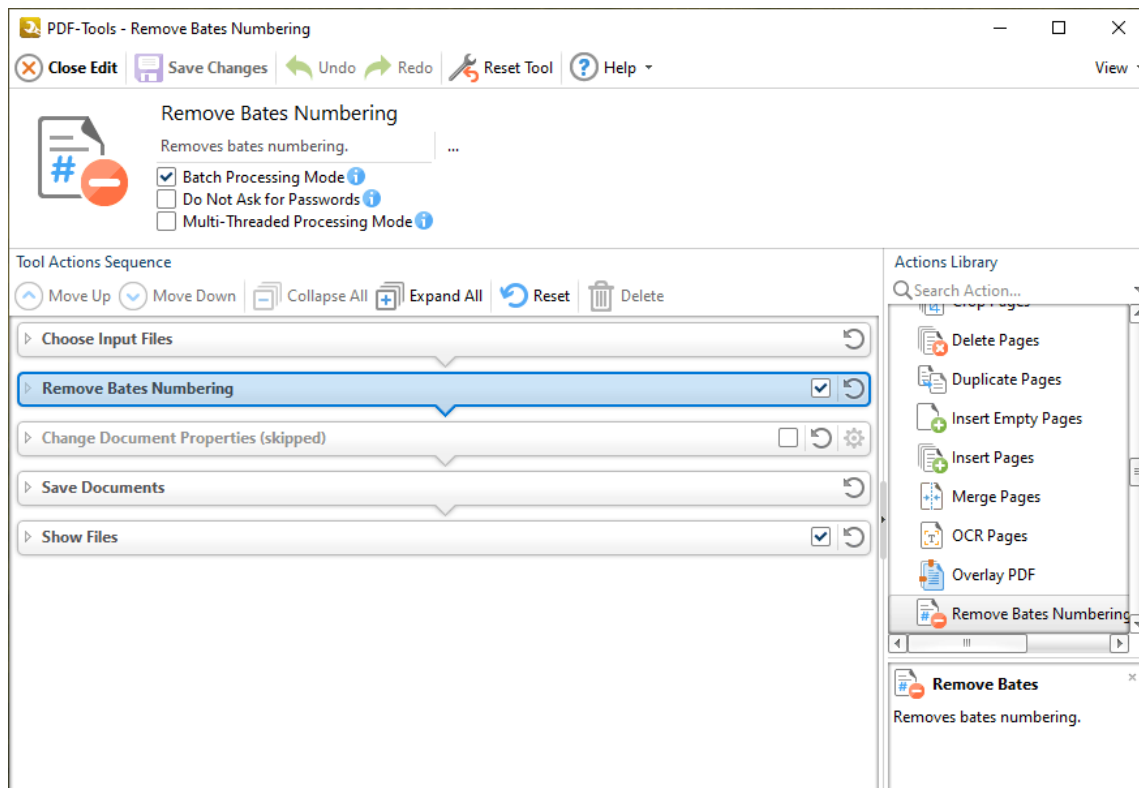 PDF-Tools - Remove Bates Numbering
Close Edit Save Changes Undo Redo Reset Tool ? Help View
Remove Bates Numbering
Removes bates numbering. ...
# Batch Processing Mode i
Do Not Ask for Passwords i
Multi-Threaded Processing Mode i
Tool Actions Sequence
Move Up Move Down Collapse All Expand All Reset Delete
Choose Input Files
Remove Bates Numbering
Change Document Properties (skipped)
Save Documents
Show Files
Actions Library
Search Action...
Crop Pages
Delete Pages
Duplicate Pages
Insert Empty Pages
Insert Pages
Merge Pages
T OCR Pages
Overlay PDF
# Remove Bates Numbering
# Remove Bates
Removes bates numbering.